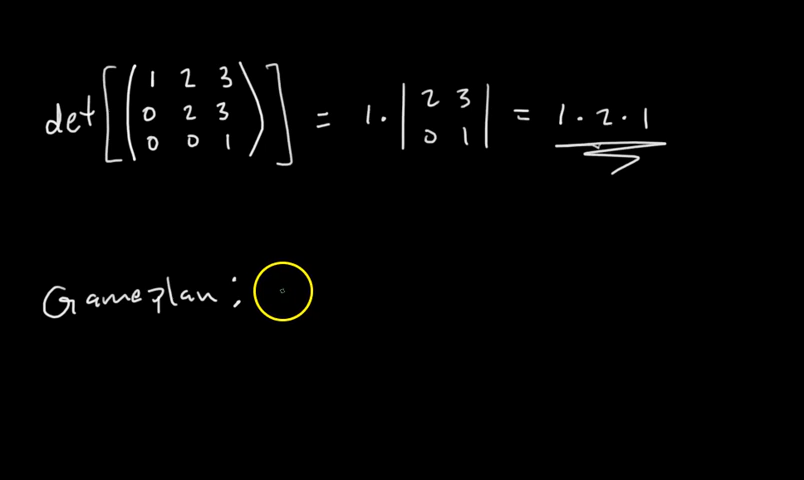 det[(1 2 3
0 2 3
0 0 1)] = 1 · |2 3
0 1| = 1 · 2 · 1
Gameplan: